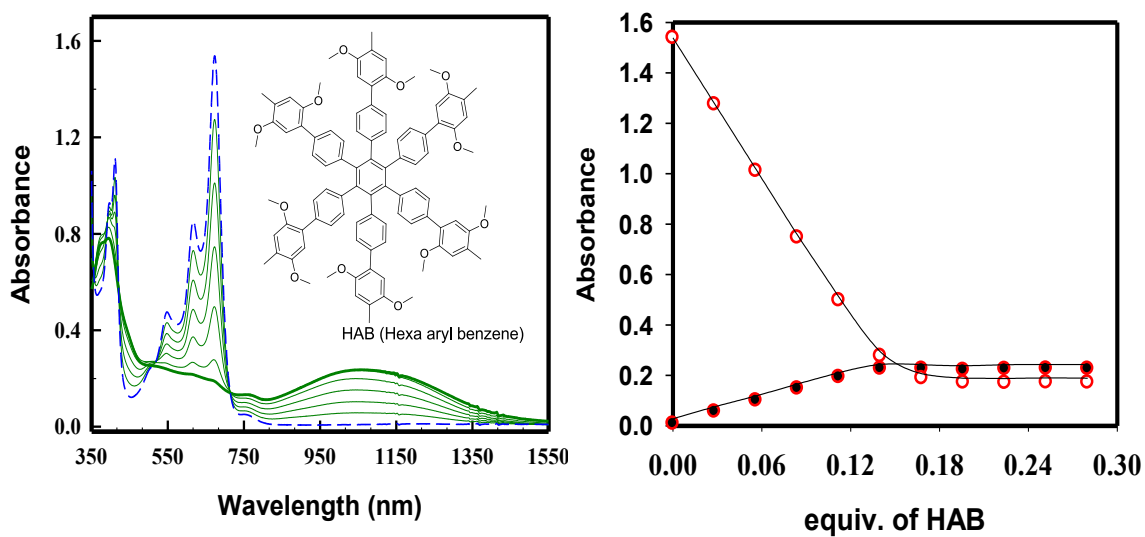 Absorbance
1.6
1.2
0.8
0.4
0.0
350
550
750
950
1150
1350
1550
Wavelength (nm)
O
O
O
O
O
O
O
O
O
O
O
O
HAB (Hexa aryl benzene)
Absorbance
1.6
1.4
1.2
1.0
0.8
0.6
0.4
0.2
0.0
0.00
0.06
0.12
0.18
0.24
0.30
equiv. of HAB